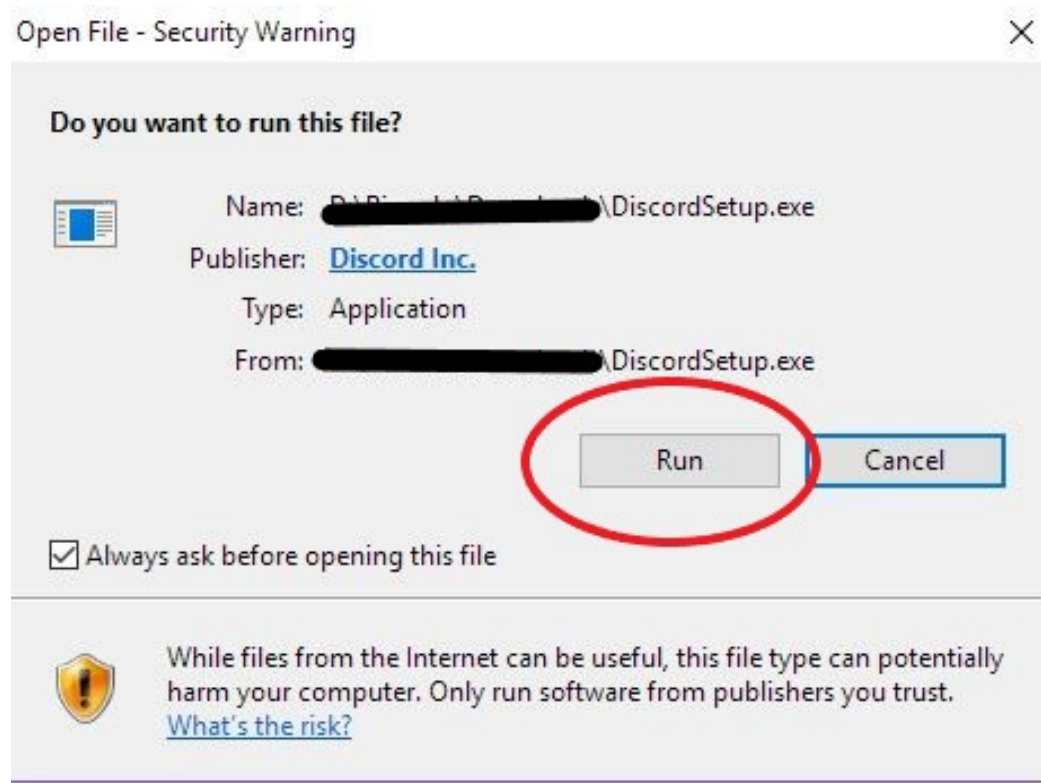 Open File - Security Warning
Do you want to run this file?
Name: \DiscordSetup.exe
Publisher: Discord Inc.
Type: Application
From: \DiscordSetup.exe
Run Cancel
Always ask before opening this file
While files from the Internet can be useful, this file type can potentially
harm your computer. Only run software from publishers you trust.
What's the risk?